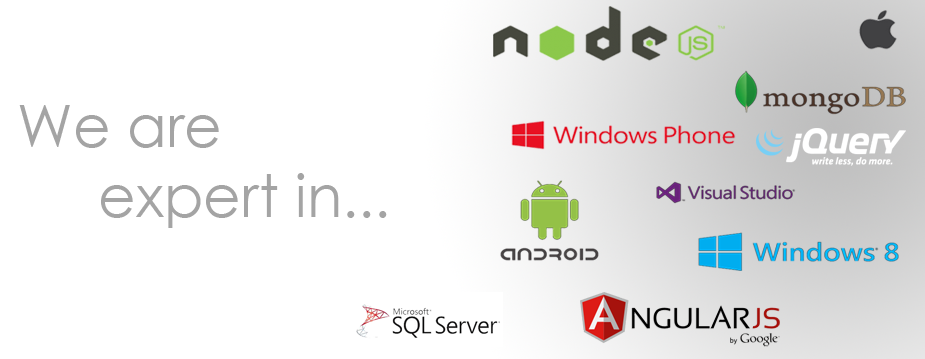 We are
expert in...
node JS ™
mongoDB
Windows Phone
jQuery
write less, do more.
Visual Studio
ANDROID
Windows 8
Microsoft
SQL Server
ANGULARJS
by Google